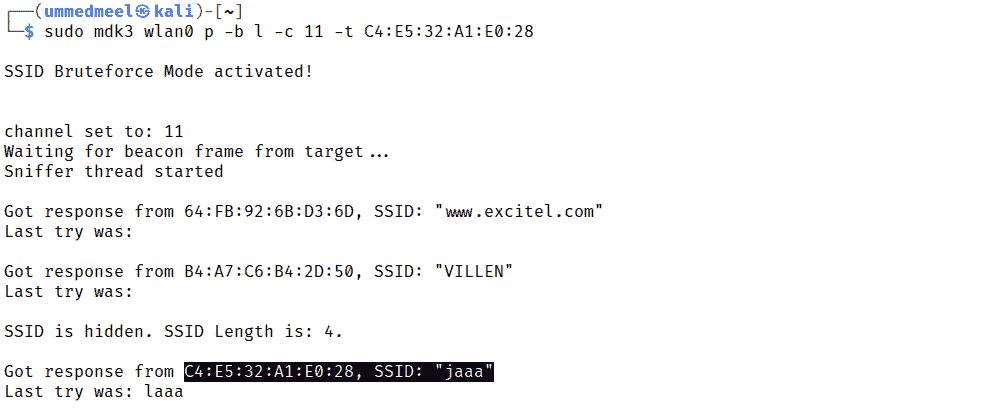 ┌──(ummedmeel㉿kali)-[~]
└─$ sudo mdk3 wlan0 p -b l -c 11 -t C4:E5:32:A1:E0:28
SSID Bruteforce Mode activated!
channel set to: 11
Waiting for beacon frame from target...
Sniffer thread started
Got response from 64:FB:92:6B:D3:6D, SSID: "www.excitel.com"
Last try was:
Got response from B4:A7:C6:B4:2D:50, SSID: "VILLEN"
Last try was:
SSID is hidden. SSID Length is: 4.
Got response from C4:E5:32:A1:E0:28, SSID: "jaaa"
Last try was: laaa